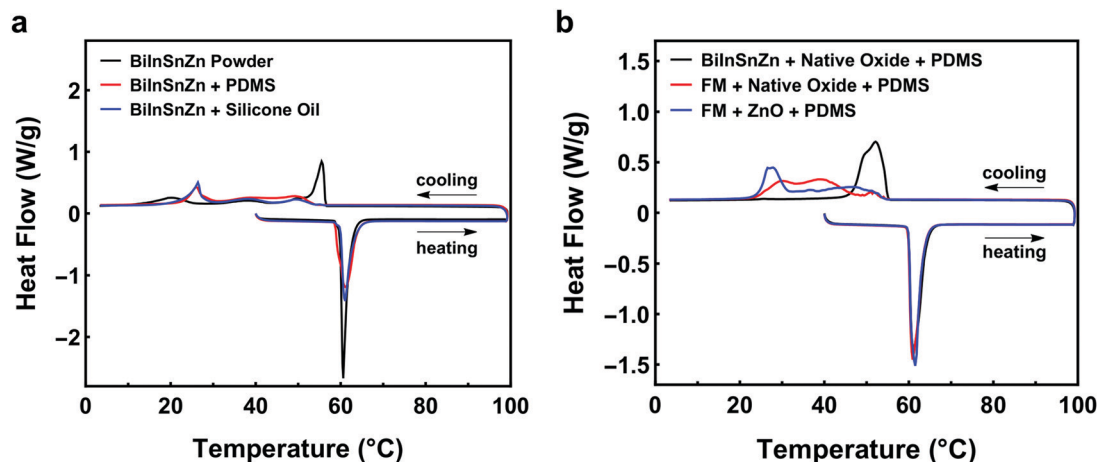 a
BiInSnZn Powder
BiInSnZn + PDMS
BiInSnZn + Silicone Oil
cooling
heating
2
1
0
−1
−2
0
20
40
60
80
100
Heat Flow (W/g)
Temperature (°C)
b
BiInSnZn + Native Oxide + PDMS
FM + Native Oxide + PDMS
FM + ZnO + PDMS
cooling
heating
1.5
1.0
0.5
0
−0.5
−1.0
−1.5
0
20
40
60
80
100
Heat Flow (W/g)
Temperature (°C)